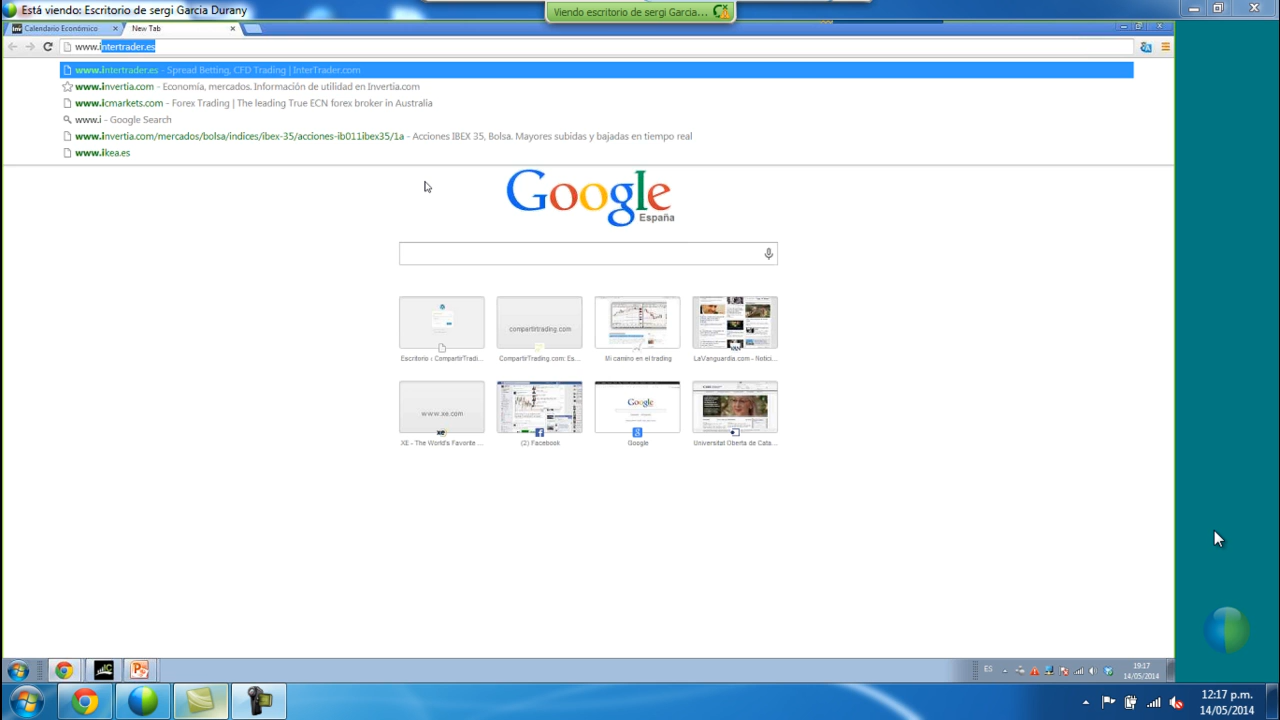 Está viendo: Escritorio de sergi Garcia Durany
Viendo escritorio de sergi Garcia...
Calendario Económico
New Tab
www.intertrader.es
www.intertrader.es - Spread Betting, CFD Trading | InterTrader.com
www.invertia.com - Economía, mercados. Información de utilidad en Invertia.com
www.icmarkets.com - Forex Trading | The leading True ECN forex broker in Australia
www.i - Google Search
www.invertia.com/mercados/bolsa/indices/ibex-35/acciones-ib011ibex35/1a - Acciones IBEX 35, Bolsa. Mayores subidas y bajadas en tiempo real
www.ikea.es
Google
España
compartirtrading.com
Escritorio ‹ CompartirTradi...
CompartirTrading.com: Es...
Mi camino en el trading
LaVanguardia.com - Notici...
www.xe.com
Google
XE - The World's Favorite ...
(2) Facebook
Google
Universitat Oberta de Cata...
ES
19:17
14/05/2014
12:17 p.m.
14/05/2014